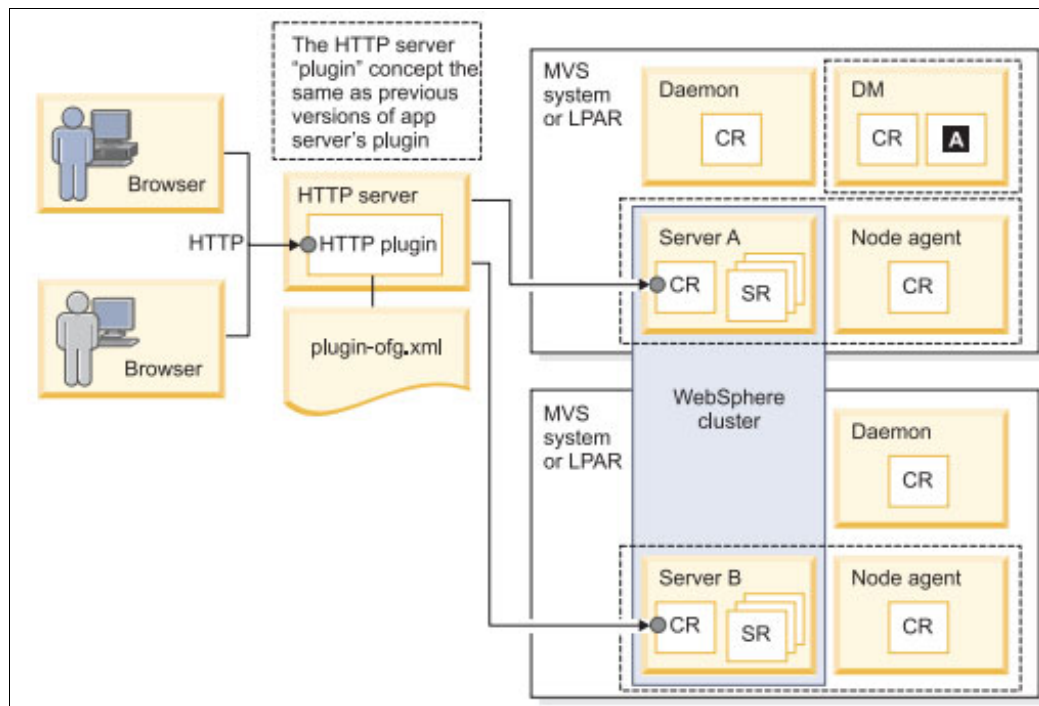 The HTTP server
“plugin” concept the
same as previous
versions of app
server’s plugin
Browser
HTTP
Browser
HTTP server
HTTP plugin
plugin-ofg.xml
MVS
system
or LPAR
Daemon
CR
DM
CR
A
Server A
CR
SR
Node agent
CR
WebSphere
cluster
MVS
system
or LPAR
Daemon
CR
Server B
CR
SR
Node agent
CR